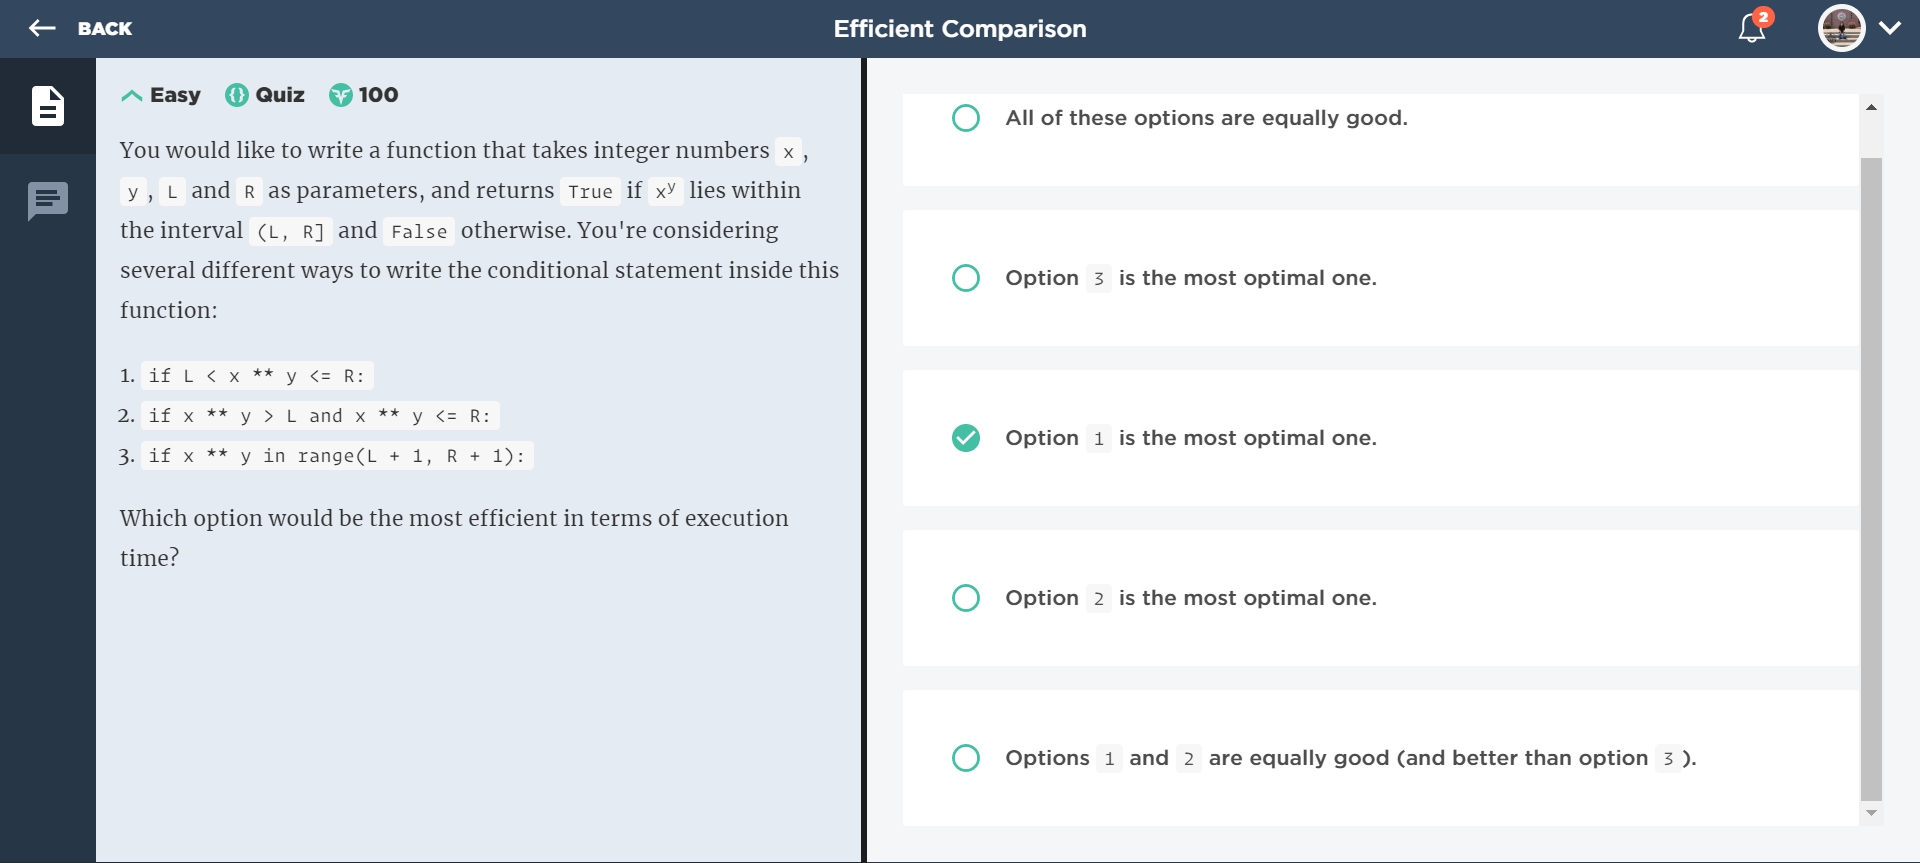 BACK
Efficient Comparison
2
Easy Quiz 100
You would like to write a function that takes integer numbers x ,
y , L and R as parameters, and returns True if xʸ lies within
the interval (L, R] and False otherwise. You're considering
several different ways to write the conditional statement inside this
function:
1. if L < x ** y <= R:
2. if x ** y > L and x ** y <= R:
3. if x ** y in range(L + 1, R + 1):
Which option would be the most efficient in terms of execution
time?
All of these options are equally good.
Option 3 is the most optimal one.
Option 1 is the most optimal one.
Option 2 is the most optimal one.
Options 1 and 2 are equally good (and better than option 3 ).